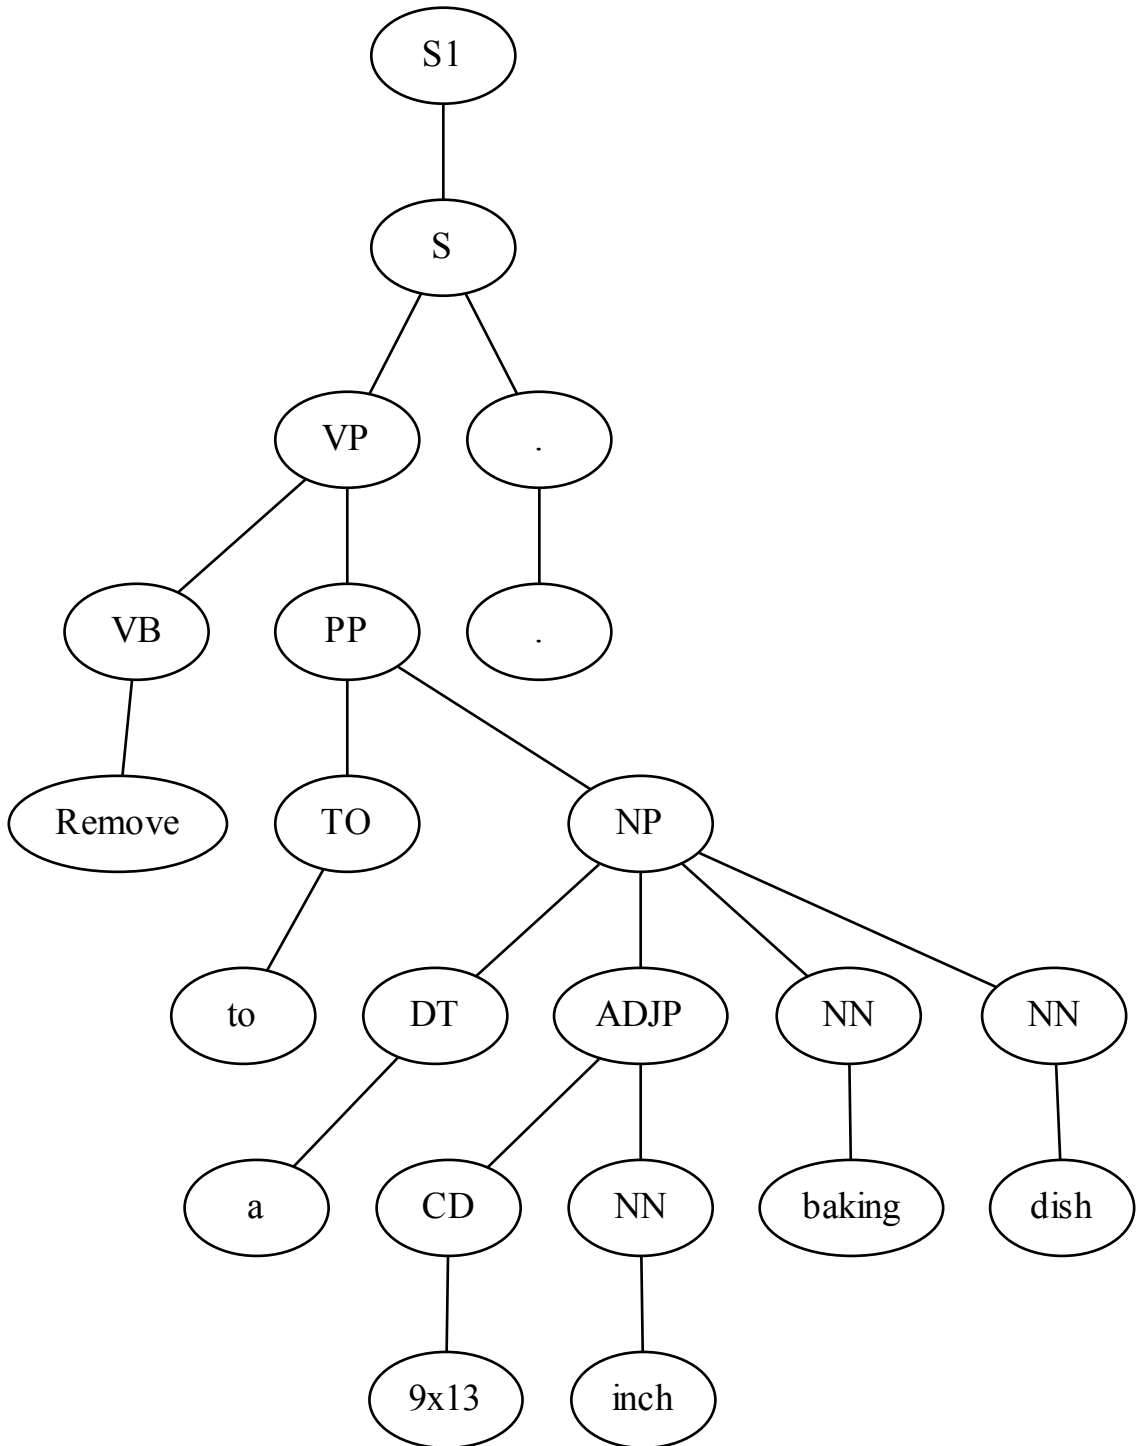 S1
S
VP .
VB PP .
Remove TO NP
to DT ADJP NN NN
a CD NN baking dish
9x13 inch